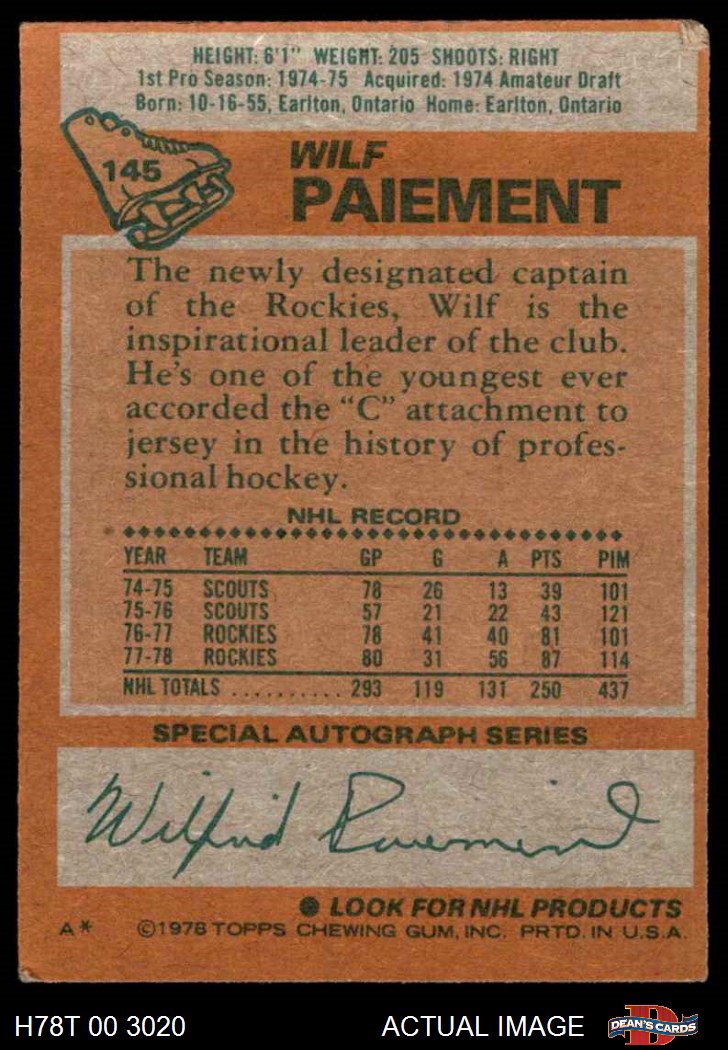 HEIGHT: 6'1" WEIGHT: 205 SHOOTS: RIGHT
1st Pro Season: 1974-75 Acquired: 1974 Amateur Draft
Born: 10-16-55, Earlton, Ontario Home: Earlton, Ontario
145
WILF
PAIEMENT
The newly designated captain
of the Rockies, Wilf is the
inspirational leader of the club.
He's one of the youngest ever
accorded the "C" attachment to
jersey in the history of profes-
sional hockey.
NHL RECORD
YEAR TEAM GP G A PTS PIM
74-75 SCOUTS 78 26 13 39 101
75-76 SCOUTS 57 21 22 43 121
76-77 ROCKIES 78 41 40 81 101
77-78 ROCKIES 80 31 56 87 114
NHL TOTALS .......... 293 119 131 250 437
SPECIAL AUTOGRAPH SERIES
Wilfrid Paiement
● LOOK FOR NHL PRODUCTS
A* ©1978 TOPPS CHEWING GUM, INC. PRTD. IN U.S.A.
H78T 00 3020 ACTUAL IMAGE D DEAN'S CARDS